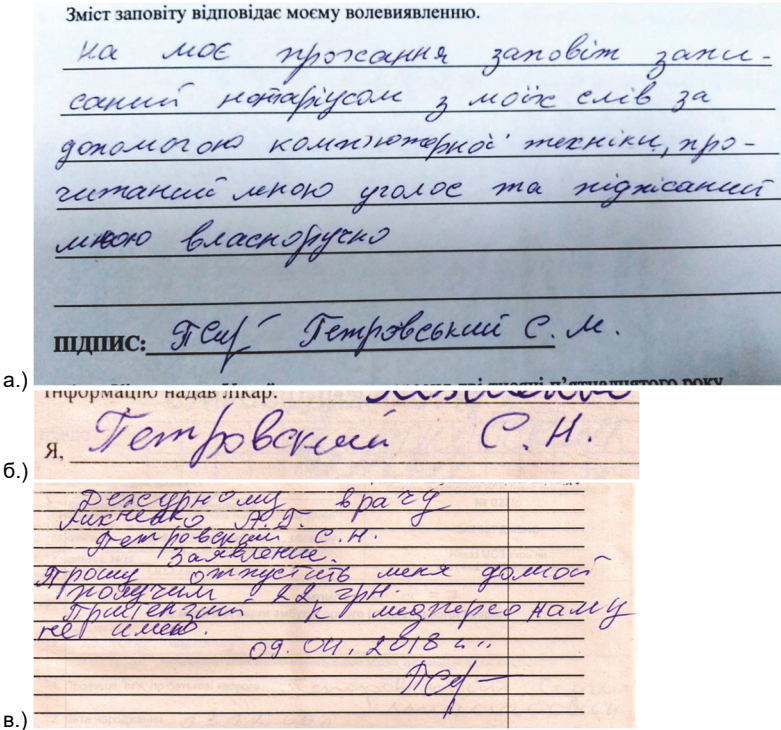 Зміст заповіту відповідає моєму волевиявленню.
на моє прохання заповіт запи-
саний нотаріусом з моїх слів за
допомогою комп'ютерної техніки, про-
читаний мною уголос та підписаний
мною власноручно
ПІДПИС: Петровський С. М.
а.)
Інформацію надав лікар:
Я, Петровский С. Н.
б.)
Дежурному врачу
Яхненко А.Г.
Петровский С.Н.
Заявление.
Прошу отпустить меня домой
получил 22 грн.
Притензий к медперсоналу
не имею.
09.04.2018 г.
в.)